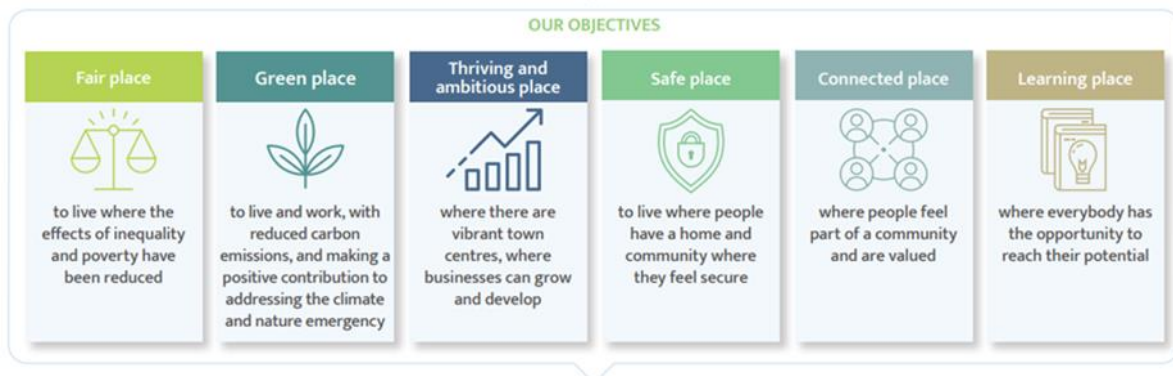 OUR OBJECTIVES
Fair place
to live where the
effects of inequality
and poverty have
been reduced
Green place
to live and work, with
reduced carbon
emissions, and making a
positive contribution to
addressing the climate
and nature emergency
Thriving and
ambitious place
where there are
vibrant town
centres, where
businesses can grow
and develop
Safe place
to live where people
have a home and
community where
they feel secure
Connected place
where people feel
part of a community
and are valued
Learning place
where everybody has
the opportunity to
reach their potential